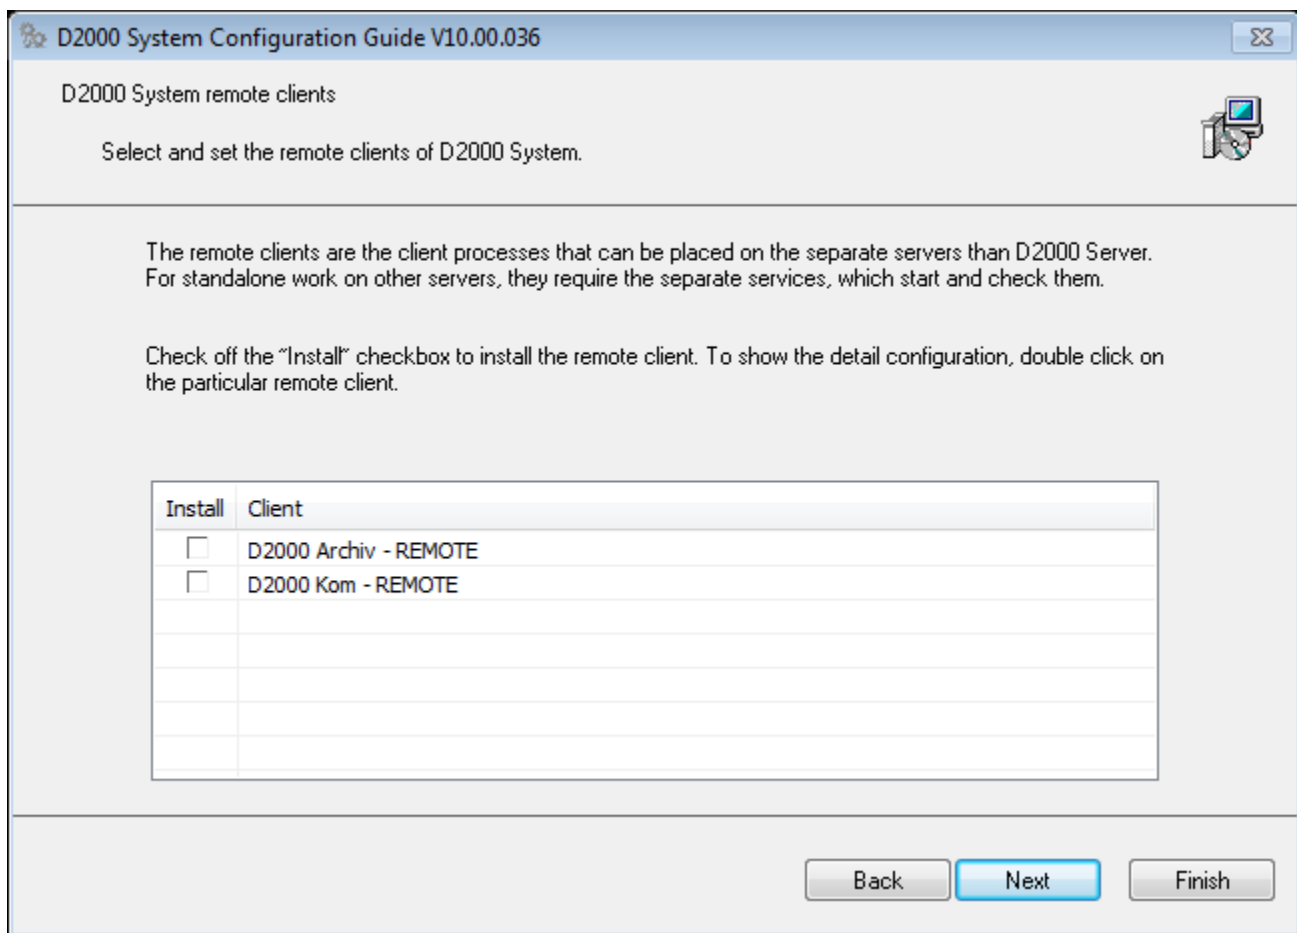 D2000 System Configuration Guide V10.00.036
D2000 System remote clients
Select and set the remote clients of D2000 System.
The remote clients are the client processes that can be placed on the separate servers than D2000 Server.
For standalone work on other servers, they require the separate services, which start and check them.
Check off the "Install" checkbox to install the remote client. To show the detail configuration, double click on
the particular remote client.
Install Client
D2000 Archiv - REMOTE
D2000 Kom - REMOTE
Back Next Finish